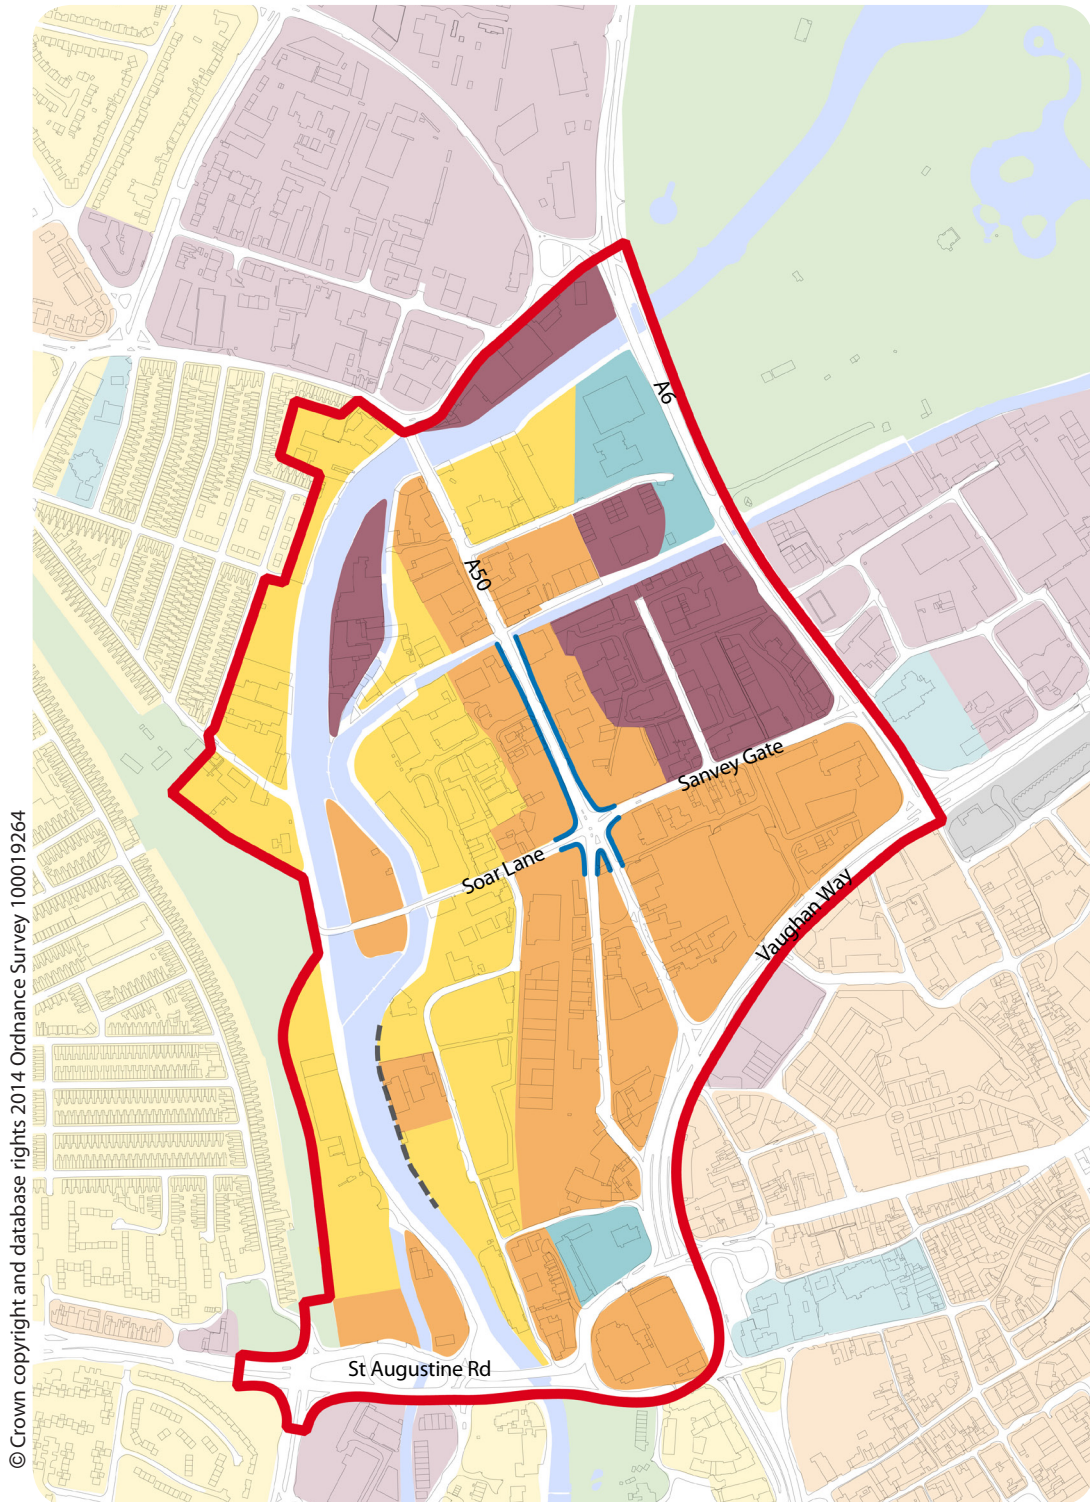 A6
A50
Sanvey Gate
Soar Lane
Vaughan Way
St Augustine Rd
© Crown copyright and database rights 2014 Ordnance Survey 100019264